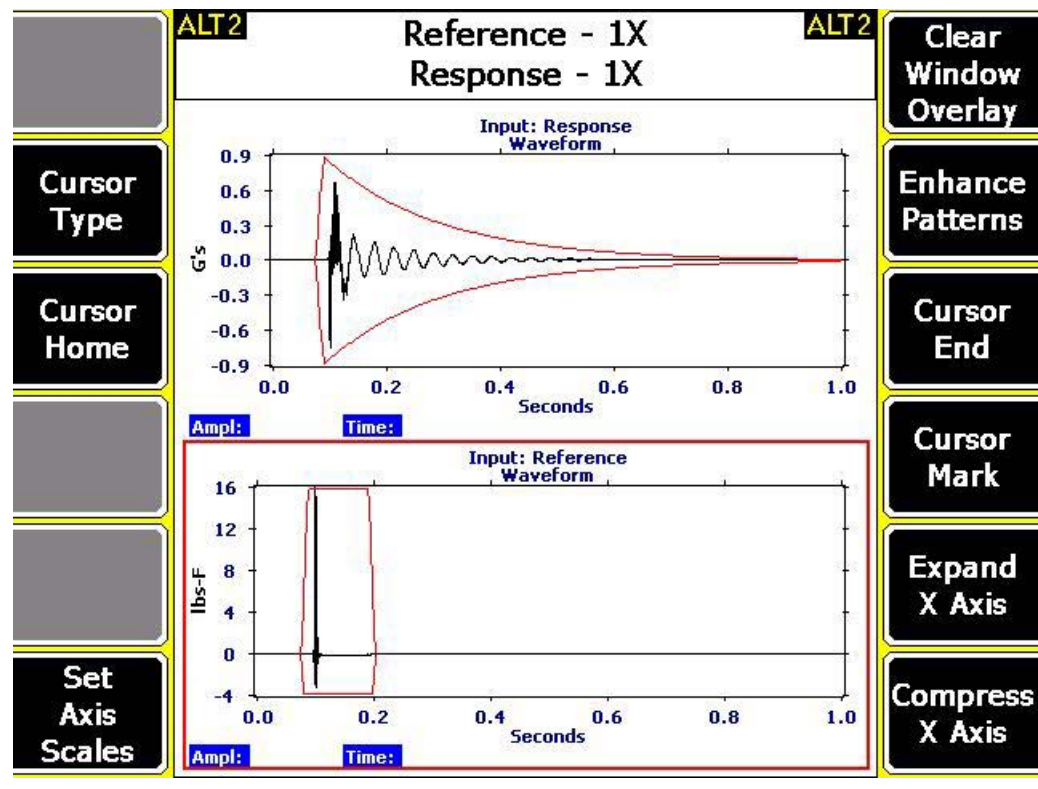 ALT2
Reference - 1X
Response - 1X
ALT2
Clear
Window
Overlay
Cursor
Type
Enhance
Patterns
Cursor
Home
Cursor
End
Cursor
Mark
Expand
X Axis
Set
Axis
Scales
Compress
X Axis
Input: Response
Waveform
G's
0.9
0.6
0.3
0.0
-0.3
-0.6
-0.9
0.0 0.2 0.4 0.6 0.8 1.0
Seconds
Ampl: Time:
Input: Reference
Waveform
lbs-F
16
12
8
4
0
-4
0.0 0.2 0.4 0.6 0.8 1.0
Seconds
Ampl: Time: